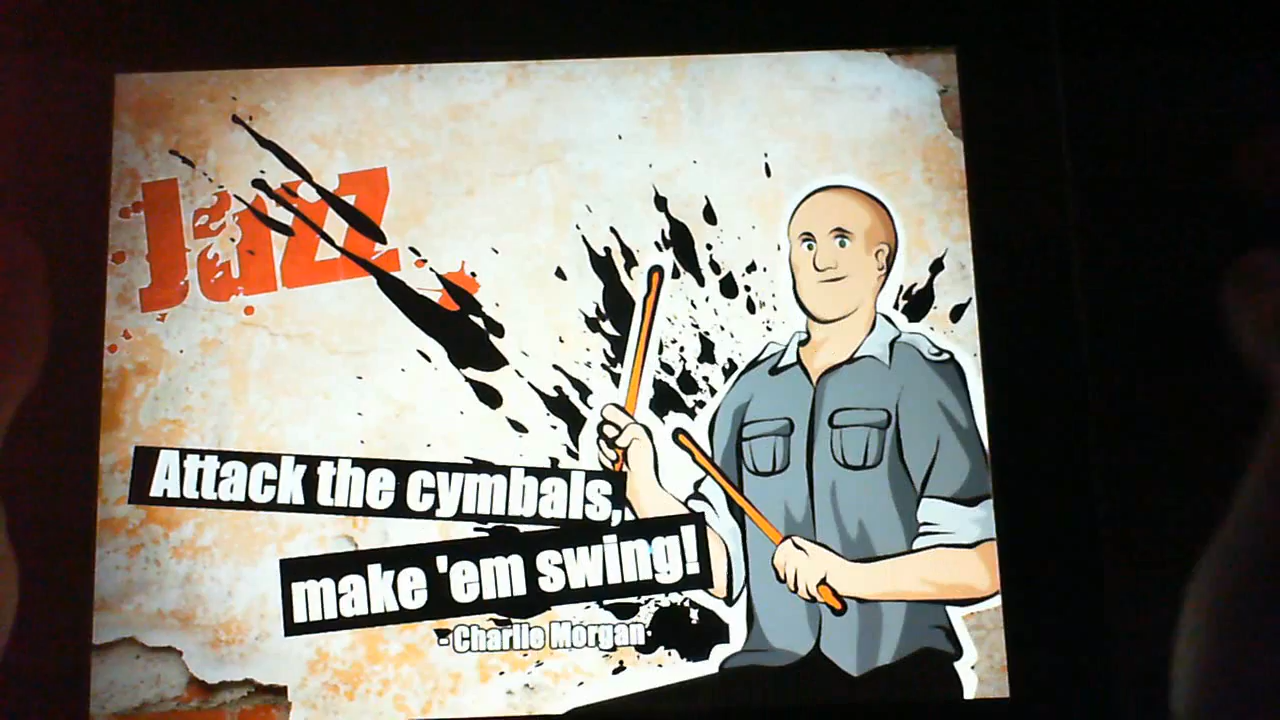 Jazz
Attack the cymbals,
make 'em swing!
- Charlie Morgan